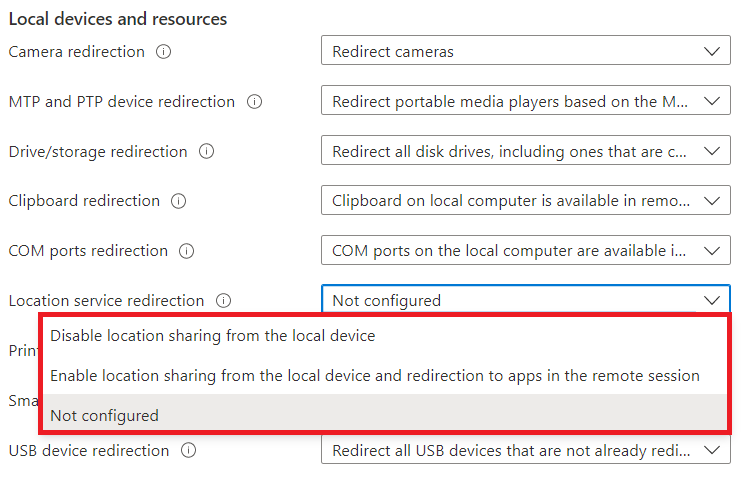 Local devices and resources
Camera redirection
Redirect cameras
MTP and PTP device redirection
Redirect portable media players based on the M...
Drive/storage redirection
Redirect all disk drives, including ones that are c...
Clipboard redirection
Clipboard on local computer is available in remo...
COM ports redirection
COM ports on the local computer are available i...
Location service redirection
Not configured
Disable location sharing from the local device
Prin
Enable location sharing from the local device and redirection to apps in the remote session
Sma
Not configured
USB device redirection
Redirect all USB devices that are not already redi...